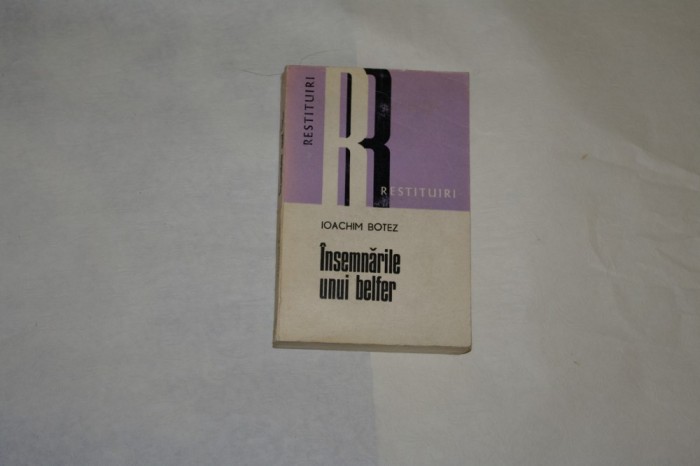 RESTITUIRI
R
RESTITUIRI
IOACHIM BOTEZ
Însemnările
unui belfer